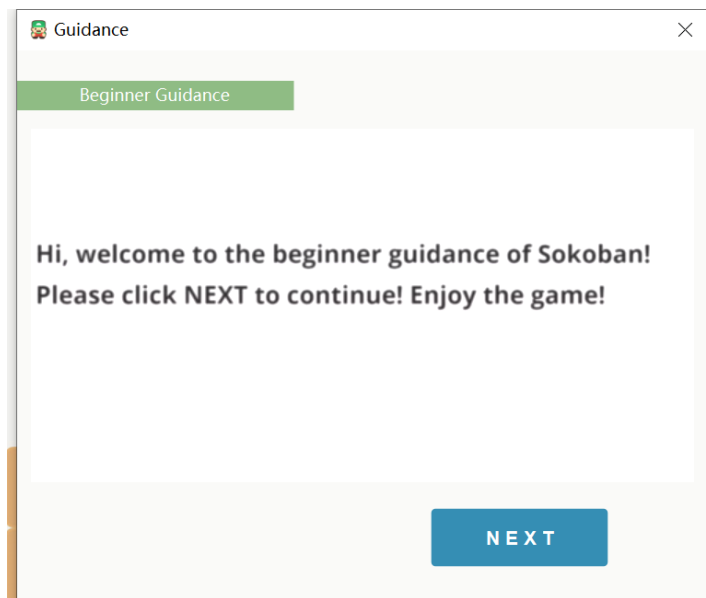 Guidance
Beginner Guidance
Hi, welcome to the beginner guidance of Sokoban!
Please click NEXT to continue! Enjoy the game!
NEXT